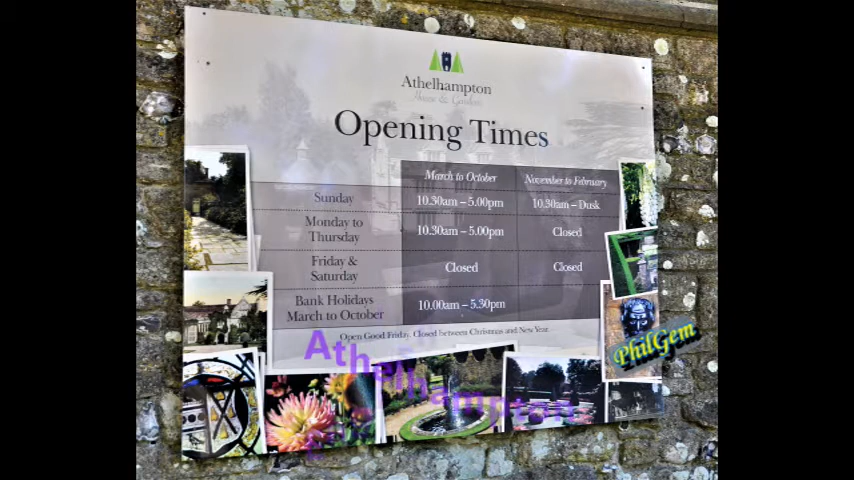 Athelhampton
House & Gardens
Opening Times
March to October November to February
Sunday 10.30am – 5.00pm 10.30am – Dusk
Monday to Thursday 10.30am – 5.00pm Closed
Friday & Saturday Closed Closed
Bank Holidays March to October 10.00am – 5.30pm
Open Good Friday. Closed between Christmas and New Year.
Athelhampton
PhilGem